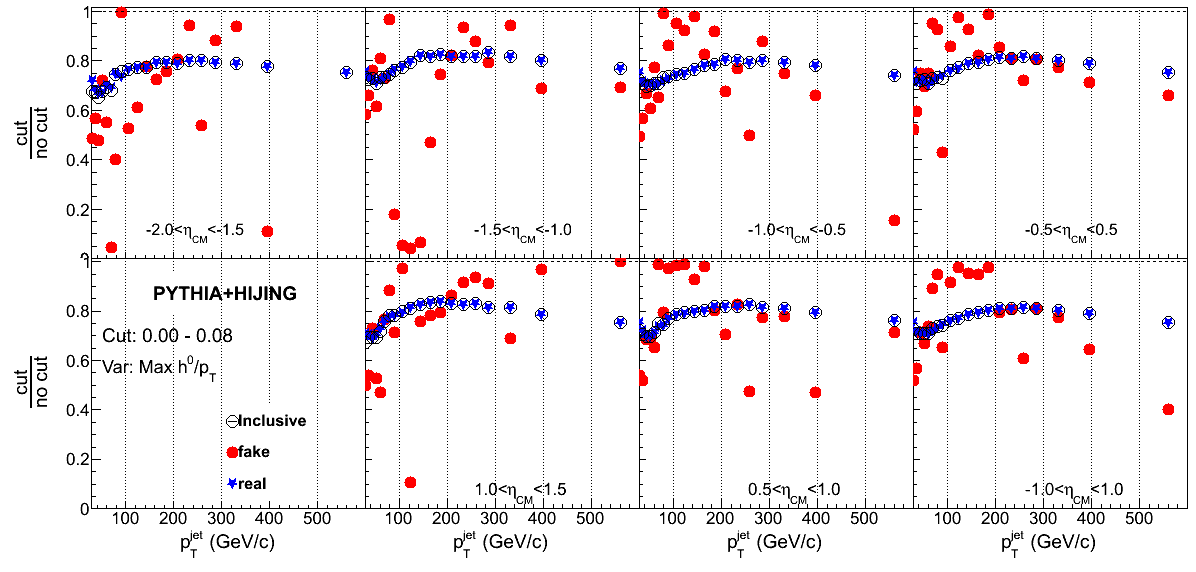 1
0.8
0.6
0.4
0.2
0
cut
no cut
-2.0<η_CM<-1.5
-1.5<η_CM<-1.0
-1.0<η_CM<-0.5
-0.5<η_CM<0.5
1
0.8
0.6
0.4
0.2
0
cut
no cut
PYTHIA+HIJING
Cut: 0.00 - 0.08
Var: Max h^0/p_T
Inclusive
fake
real
1.0<η_CM<1.5
0.5<η_CM<1.0
-1.0<η_CM<1.0
100 200 300 400 500
100 200 300 400 500
100 200 300 400 500
100 200 300 400 500
p_T^jet (GeV/c)
p_T^jet (GeV/c)
p_T^jet (GeV/c)
p_T^jet (GeV/c)